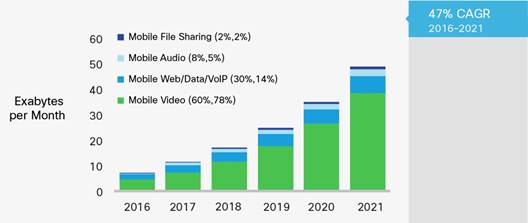 47% CAGR
2016–2021
Mobile File Sharing (2%,2%)
Mobile Audio (8%,5%)
Mobile Web/Data/VoIP (30%,14%)
Mobile Video (60%,78%)
Exabytes
per Month
60
50
40
30
20
10
0
2016 2017 2018 2019 2020 2021